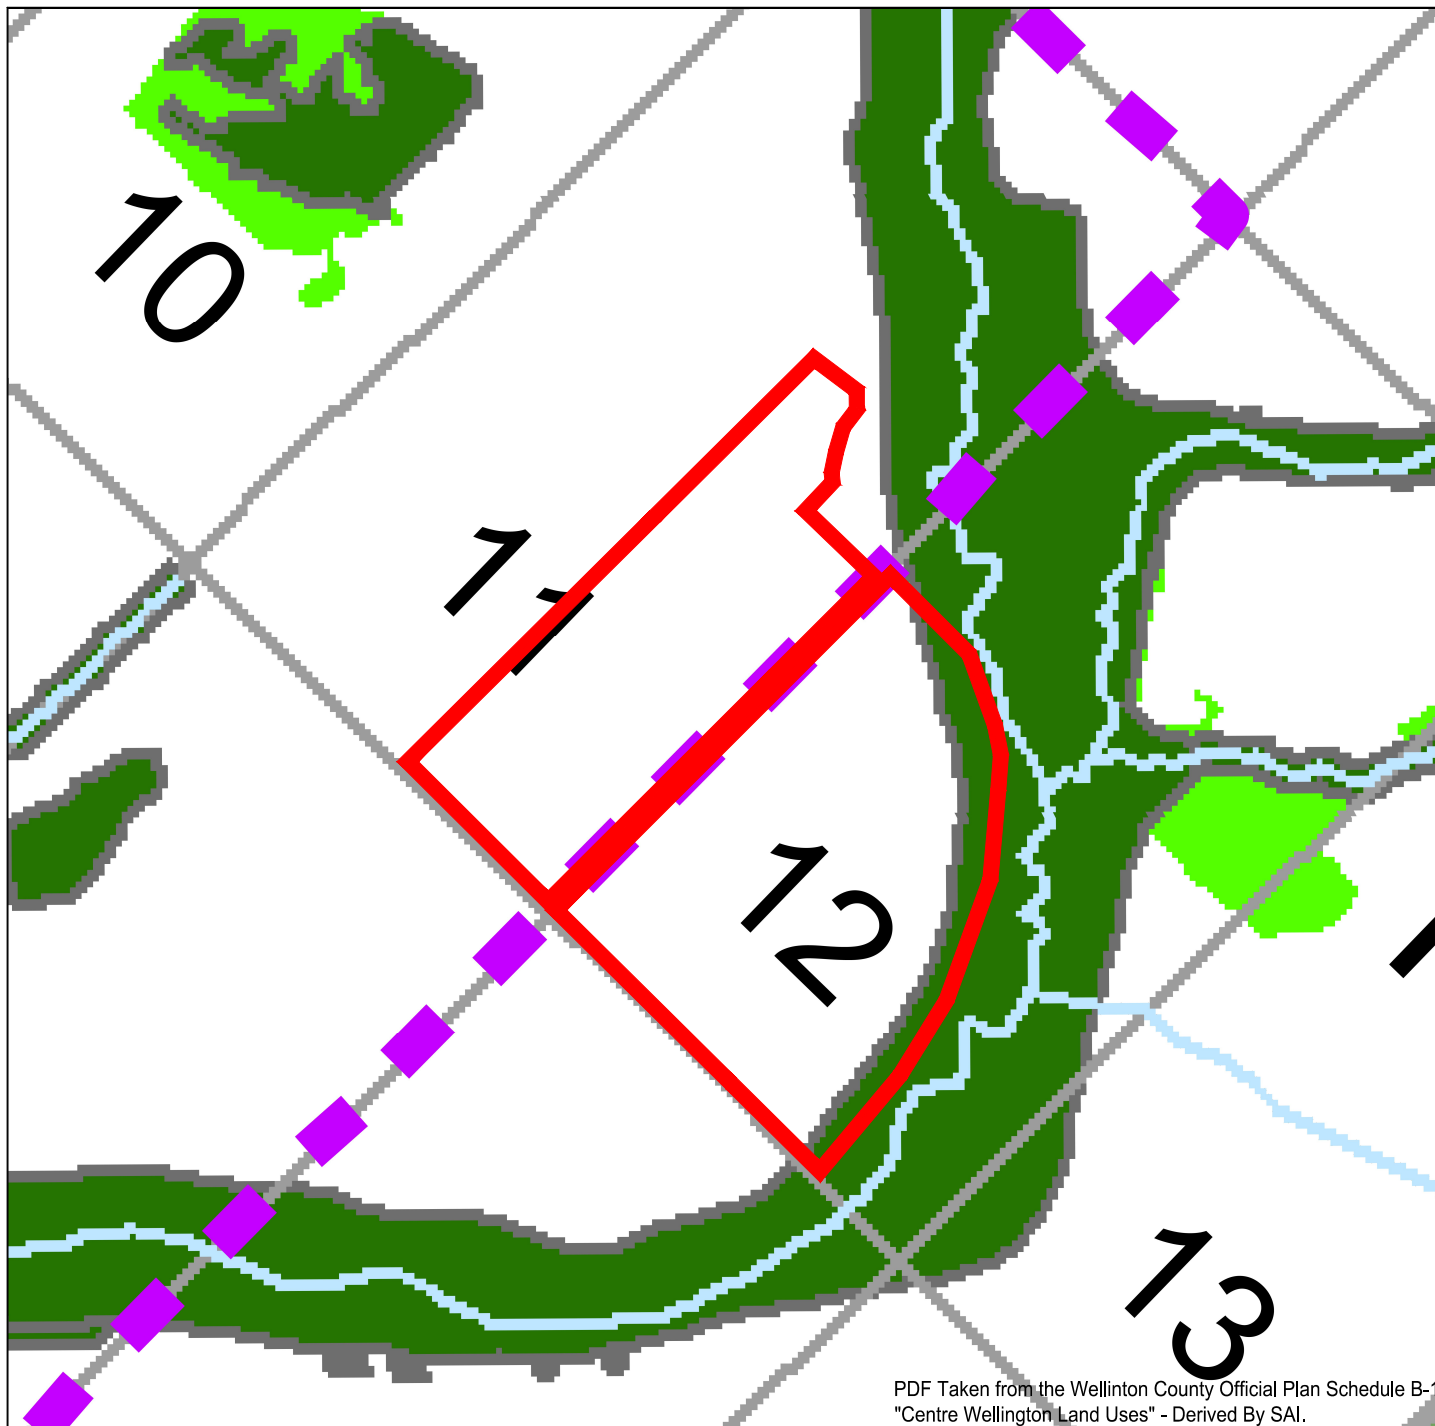 10
11
12
13
PDF Taken from the Wellinton County Official Plan Schedule B-1
"Centre Wellington Land Uses" - Derived By SAI.